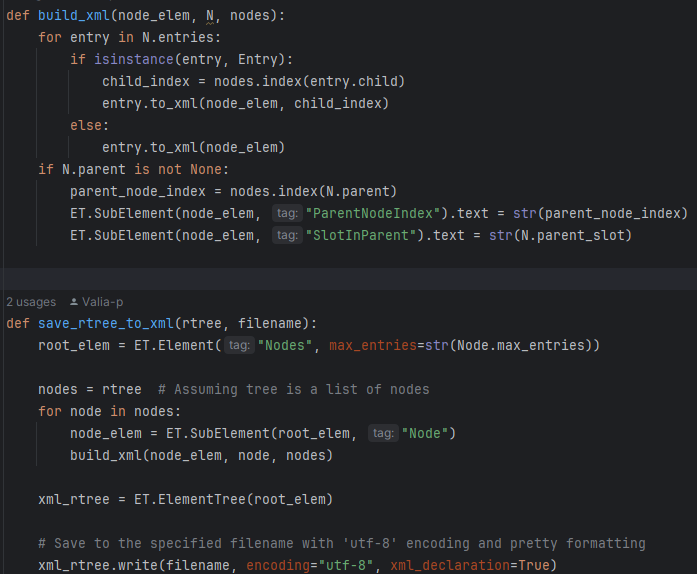 def build_xml(node_elem, N, nodes):
    for entry in N.entries:
        if isinstance(entry, Entry):
            child_index = nodes.index(entry.child)
            entry.to_xml(node_elem, child_index)
        else:
            entry.to_xml(node_elem)
    if N.parent is not None:
        parent_node_index = nodes.index(N.parent)
        ET.SubElement(node_elem, tag: "ParentNodeIndex").text = str(parent_node_index)
        ET.SubElement(node_elem, tag: "SlotInParent").text = str(N.parent_slot)
2 usages Valia-p
def save_rtree_to_xml(rtree, filename):
    root_elem = ET.Element( tag: "Nodes", max_entries=str(Node.max_entries))
    nodes = rtree  # Assuming tree is a list of nodes
    for node in nodes:
        node_elem = ET.SubElement(root_elem, tag: "Node")
        build_xml(node_elem, node, nodes)
    xml_rtree = ET.ElementTree(root_elem)
    # Save to the specified filename with 'utf-8' encoding and pretty formatting
    xml_rtree.write(filename, encoding="utf-8", xml_declaration=True)